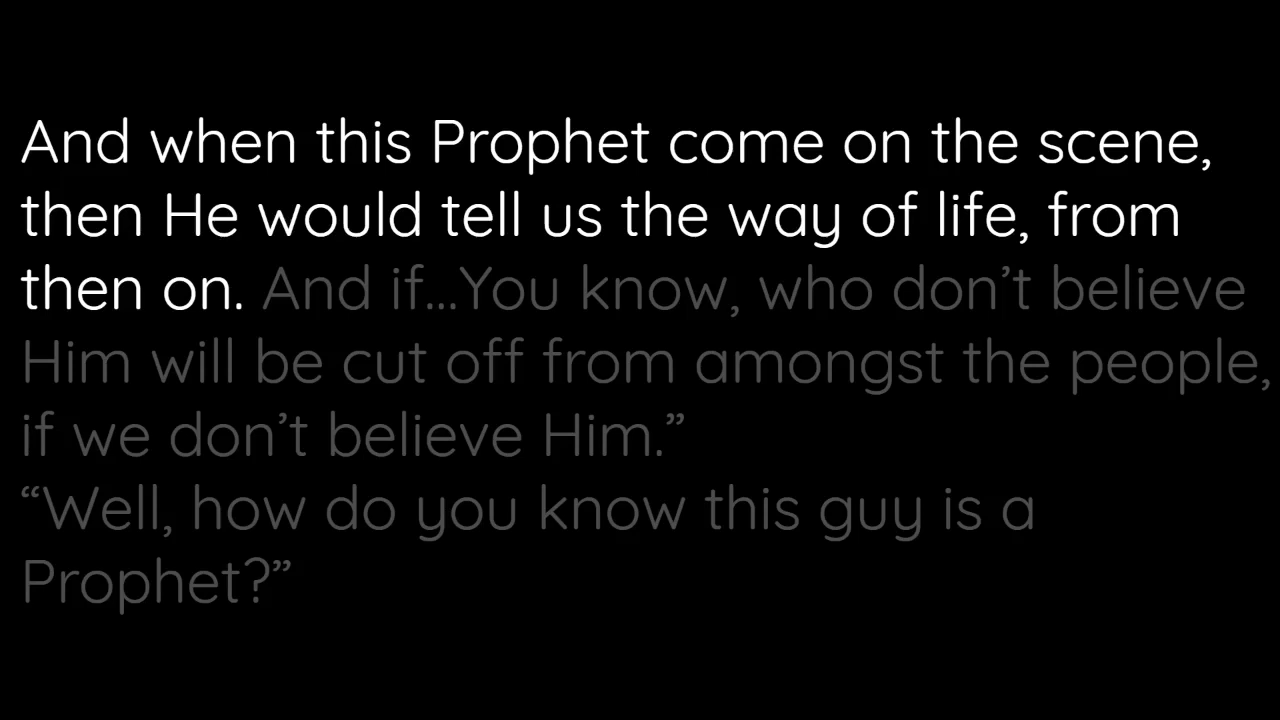 And when this Prophet come on the scene,
then He would tell us the way of life, from
then on. And if...You know, who don’t believe
Him will be cut off from amongst the people,
if we don’t believe Him.”
“Well, how do you know this guy is a
Prophet?”